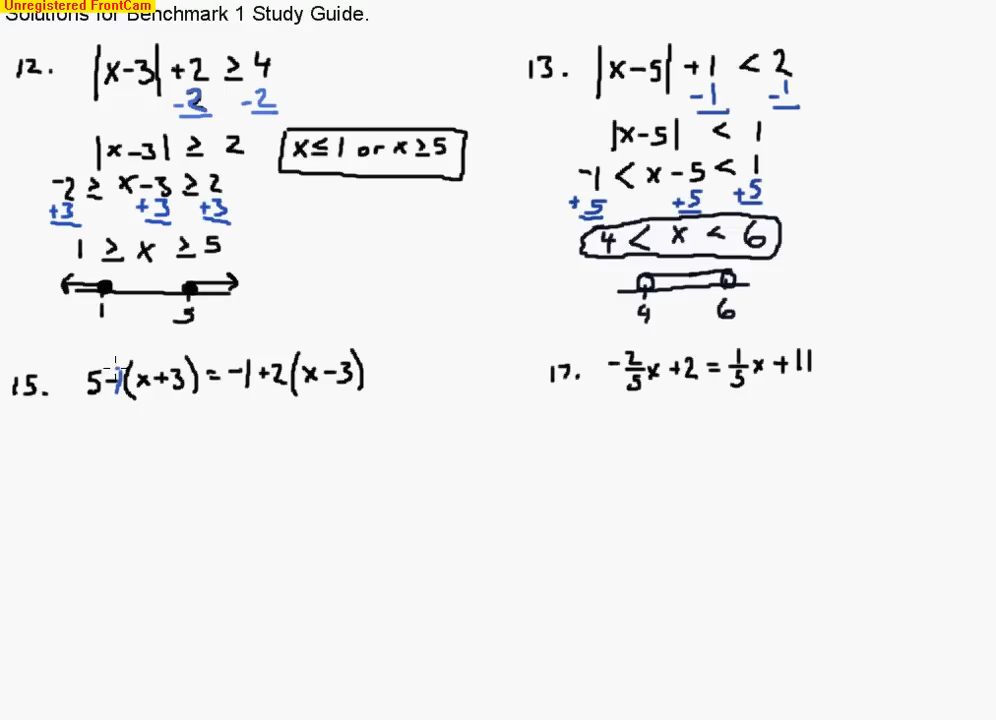 Unregistered FrontCam
Solutions for Benchmark 1 Study Guide.
12. |x-3| +2 ≥ 4
-2 -2
|x-3| ≥ 2
x ≤ 1 or x ≥ 5
-2 ≥ x-3 ≥ 2
+3 +3 +3
1 ≥ x ≥ 5
1 5
13. |x-5| +1 < 2
-1 -1
|x-5| < 1
-1 < x-5 < 1
+5 +5 +5
4 < x < 6
4 6
15. 5-1(x+3) = -1+2(x-3)
17. -2/5x +2 = 1/5x +11